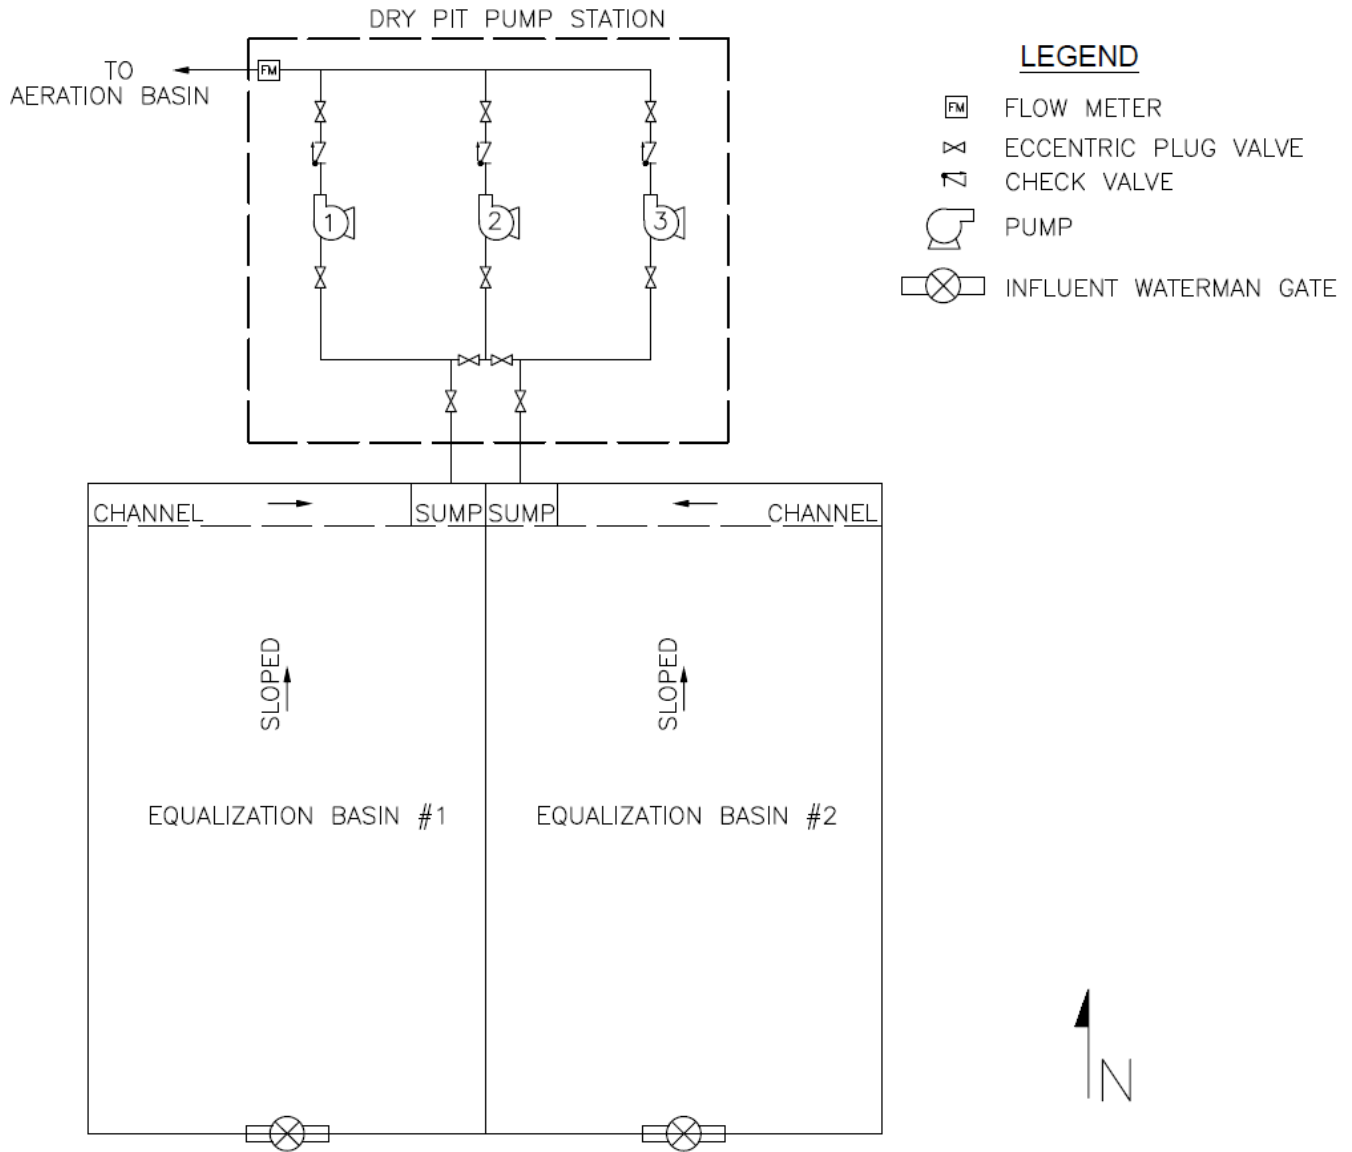 DRY PIT PUMP STATION
TO
AERATION BASIN
FM
1
2
3
LEGEND
FM
FLOW METER
ECCENTRIC PLUG VALVE
CHECK VALVE
PUMP
INFLUENT WATERMAN GATE
CHANNEL
SUMP
SUMP
CHANNEL
SLOPED
SLOPED
EQUALIZATION BASIN #1
EQUALIZATION BASIN #2
N